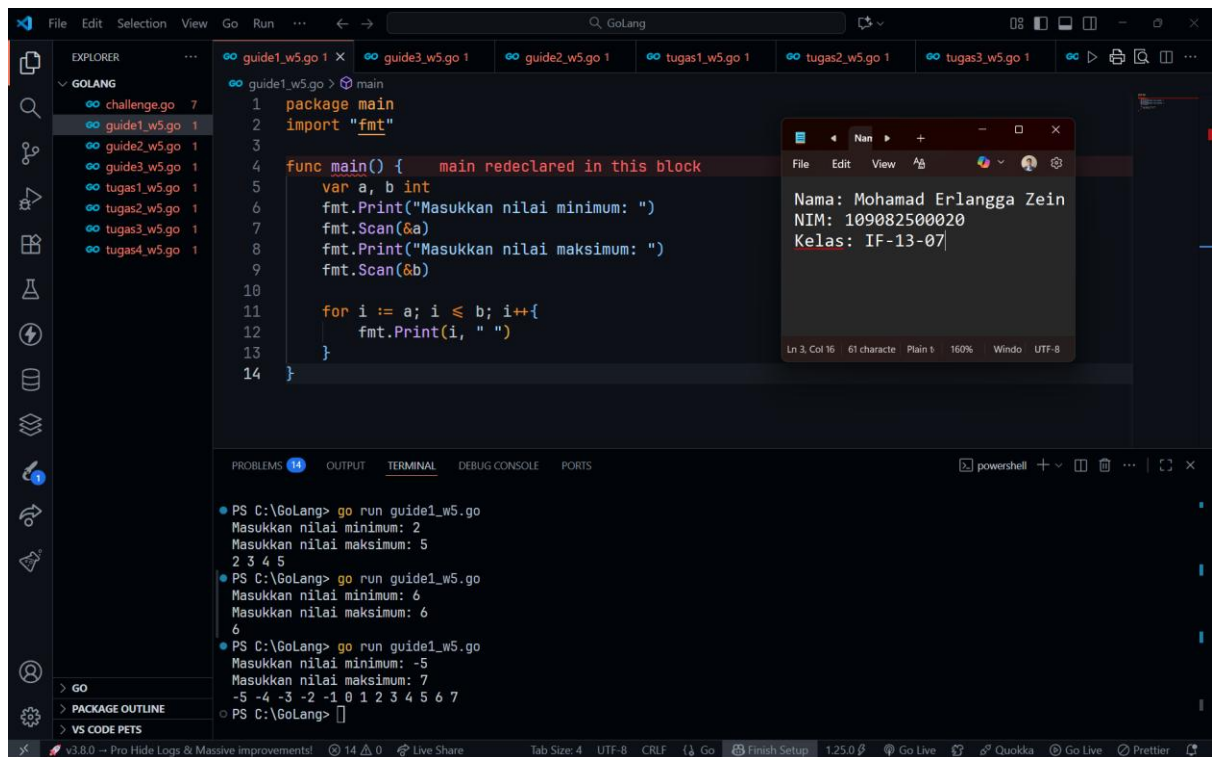 File Edit Selection View Go Run ··· GoLang
EXPLORER ···
GOLANG
challenge.go 7
guide1_w5.go 1
guide2_w5.go 1
guide3_w5.go 1
tugas1_w5.go 1
tugas2_w5.go 1
tugas3_w5.go 1
tugas4_w5.go 1
GO
PACKAGE OUTLINE
VS CODE PETS
guide1_w5.go 1 guide3_w5.go 1 guide2_w5.go 1 tugas1_w5.go 1 tugas2_w5.go 1 tugas3_w5.go 1
guide1_w5.go > main
1 package main
2 import "fmt"
3
4 func main() { main redeclared in this block
5 var a, b int
6 fmt.Print("Masukkan nilai minimum: ")
7 fmt.Scan(&a)
8 fmt.Print("Masukkan nilai maksimum: ")
9 fmt.Scan(&b)
10
11 for i := a; i <= b; i++{
12 fmt.Print(i, " ")
13 }
14 }
Nam
File Edit View
Nama: Mohamad Erlangga Zein
NIM: 109082500020
Kelas: IF-13-07
Ln 3, Col 16 61 characte Plain t 160% Windo UTF-8
PROBLEMS 14 OUTPUT TERMINAL DEBUG CONSOLE PORTS powershell
PS C:\GoLang> go run guide1_w5.go
Masukkan nilai minimum: 2
Masukkan nilai maksimum: 5
2 3 4 5
PS C:\GoLang> go run guide1_w5.go
Masukkan nilai minimum: 6
Masukkan nilai maksimum: 6
6
PS C:\GoLang> go run guide1_w5.go
Masukkan nilai minimum: -5
Masukkan nilai maksimum: 7
-5 -4 -3 -2 -1 0 1 2 3 4 5 6 7
PS C:\GoLang>
v3.8.0 → Pro Hide Logs & Massive improvements! 14 0 Live Share Tab Size: 4 UTF-8 CRLF Go Finish Setup 1.25.0 Go Live Quokka Go Live Prettier